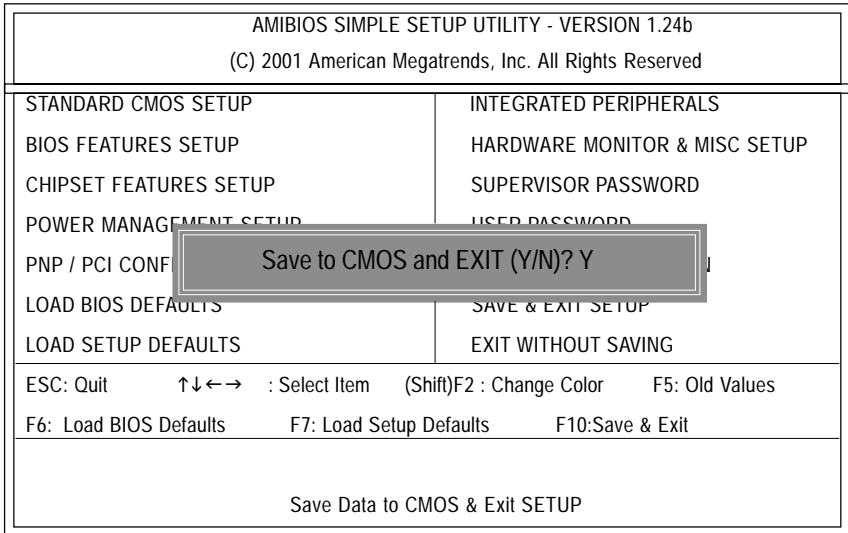 AMIBIOS SIMPLE SETUP UTILITY - VERSION 1.24b
(C) 2001 American Megatrends, Inc. All Rights Reserved
STANDARD CMOS SETUP INTEGRATED PERIPHERALS
BIOS FEATURES SETUP HARDWARE MONITOR & MISC SETUP
CHIPSET FEATURES SETUP SUPERVISOR PASSWORD
POWER MANAGEMENT SETUP USER PASSWORD
PNP / PCI
Save to CMOS and EXIT (Y/N)? Y
LOAD BIOS DEFAULTS SAVE & EXIT SETUP
LOAD SETUP DEFAULTS EXIT WITHOUT SAVING
ESC: Quit ↑↓←→ : Select Item (Shift)F2 : Change Color F5: Old Values
F6: Load BIOS Defaults F7: Load Setup Defaults F10:Save & Exit
Save Data to CMOS & Exit SETUP